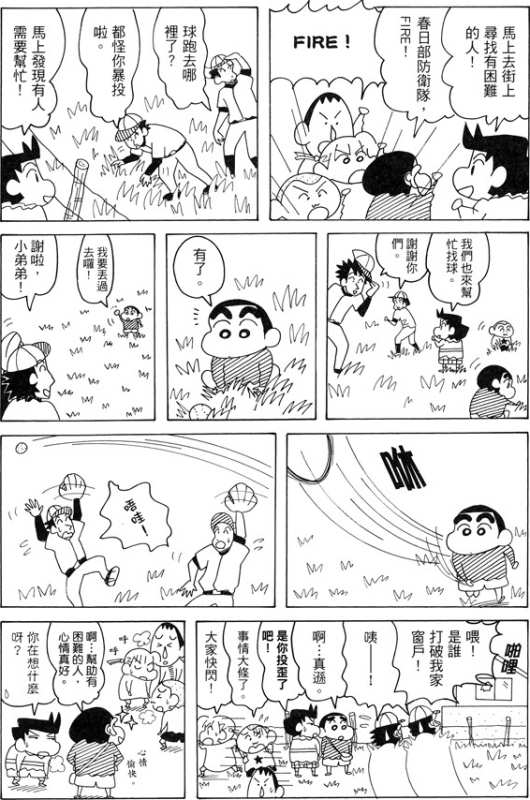 馬上去街上
尋找有困難
的人！
春日部防衛隊，
FIRE！
FIRE！
球跑去哪
裡了？
都怪你暴投
啦。
馬上發現有人
需要幫忙！
我們也來幫
忙找球。
謝謝你
們。
有了。
我要丟過
去囉！
謝啦，
小弟弟！
咻
唔哇！
啪哩
喂！
是誰
打破我家
窗戶！
咦——！
啊…真遜。
是你投歪了
吧！
事情大條了。
大家快閃！
呼
呼
啊…幫助有
困難的人，
心情真好。
心情
愉快。
你在想什麼
呀？